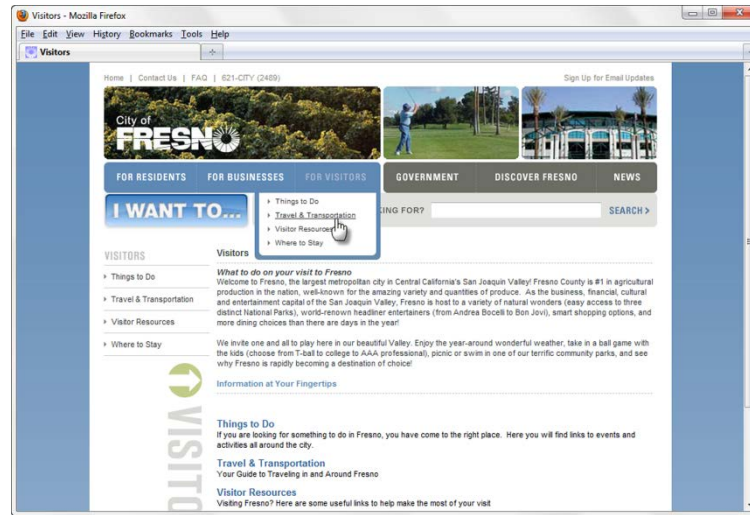 Visitors - Mozilla Firefox
File Edit View History Bookmarks Tools Help
Visitors
Home | Contact Us | FAQ | 621-CITY (2489)
Sign Up for Email Updates
City of
FRESNO
FOR RESIDENTS FOR BUSINESSES FOR VISITORS GOVERNMENT DISCOVER FRESNO NEWS
I WANT TO...
KING FOR?
SEARCH >
Things to Do
Travel & Transportation
Visitor Resources
Where to Stay
VISITORS
Things to Do
Travel & Transportation
Visitor Resources
Where to Stay
VISITO
Visitors
What to do on your visit to Fresno
Welcome to Fresno, the largest metropolitan city in Central California's San Joaquin Valley! Fresno County is #1 in agricultural
production in the nation, well-known for the amazing variety and quantities of produce. As the business, financial, cultural
and entertainment capital of the San Joaquin Valley, Fresno is host to a variety of natural wonders (easy access to three
distinct National Parks), world-renown headliner entertainers (from Andrea Bocelli to Bon Jovi), smart shopping options, and
more dining choices than there are days in the year!
We invite one and all to play here in our beautiful Valley. Enjoy the year-around wonderful weather, take in a ball game with
the kids (choose from T-ball to college to AAA professional), picnic or swim in one of our terrific community parks, and see
why Fresno is rapidly becoming a destination of choice!
Information at Your Fingertips
Things to Do
If you are looking for something to do in Fresno, you have come to the right place. Here you will find links to events and
activities all around the city.
Travel & Transportation
Your Guide to Traveling in and Around Fresno
Visitor Resources
Visiting Fresno? Here are some useful links to help make the most of your visit